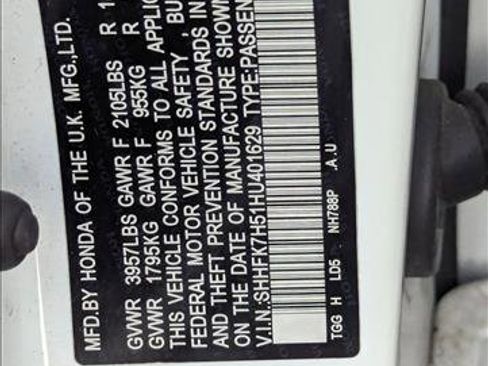 MFD.BY HONDA OF THE U.K. MFG.,LTD.
GVWR 3957LBS GAWR F 2105LBS R 1
GVWR 1795KG GAWR F 955KG R
THIS VEHICLE CONFORMS TO ALL APPLIC
FEDERAL MOTOR VEHICLE SAFETY, BU
AND THEFT PREVENTION STANDARDS IN
ON THE DATE OF MANUFACTURE SHOWN
V.I.N:SHHFK7H51HU401629 TYPE:PASSEN
TGG H LD5 . NH788P .A U